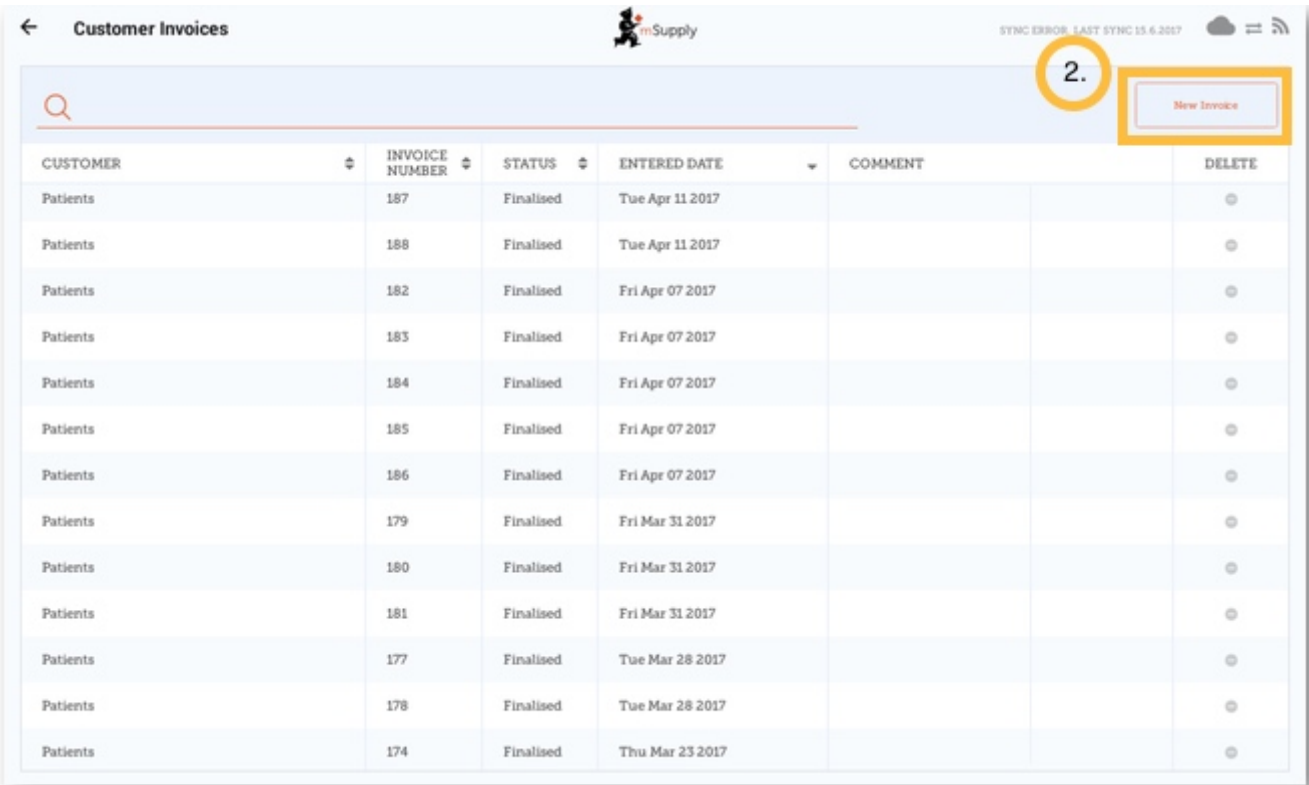 Customer Invoices
mSupply
SYNC ERROR. LAST SYNC 15.6.2017
2.
New Invoice
CUSTOMER INVOICE NUMBER STATUS ENTERED DATE COMMENT DELETE
Patients 187 Finalised Tue Apr 11 2017
Patients 188 Finalised Tue Apr 11 2017
Patients 182 Finalised Fri Apr 07 2017
Patients 183 Finalised Fri Apr 07 2017
Patients 184 Finalised Fri Apr 07 2017
Patients 185 Finalised Fri Apr 07 2017
Patients 186 Finalised Fri Apr 07 2017
Patients 179 Finalised Fri Mar 31 2017
Patients 180 Finalised Fri Mar 31 2017
Patients 181 Finalised Fri Mar 31 2017
Patients 177 Finalised Tue Mar 28 2017
Patients 178 Finalised Tue Mar 28 2017
Patients 174 Finalised Thu Mar 23 2017